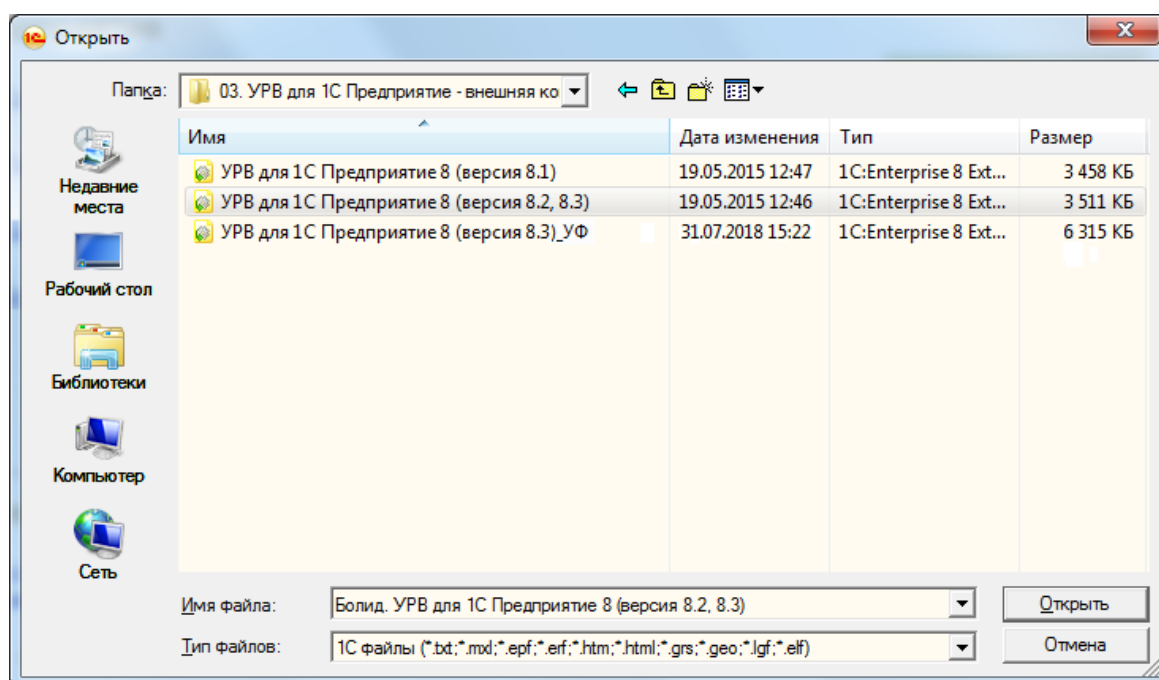 1С Открыть
Папка: 03. УРВ для 1С Предприятие - внешняя ко
Имя Дата изменения Тип Размер
УРВ для 1С Предприятие 8 (версия 8.1) 19.05.2015 12:47 1C:Enterprise 8 Ext... 3 458 КБ
УРВ для 1С Предприятие 8 (версия 8.2, 8.3) 19.05.2015 12:46 1C:Enterprise 8 Ext... 3 511 КБ
УРВ для 1С Предприятие 8 (версия 8.3)_УФ 31.07.2018 15:22 1C:Enterprise 8 Ext... 6 315 КБ
Недавние
места
Рабочий стол
Библиотеки
Компьютер
Сеть
Имя файла: Болид. УРВ для 1С Предприятие 8 (версия 8.2, 8.3) Открыть
Тип файлов: 1С файлы (*.txt;*.mxl;*.epf;*.erf;*.htm;*.html;*.grs;*.geo;*.lgf;*.elf) Отмена